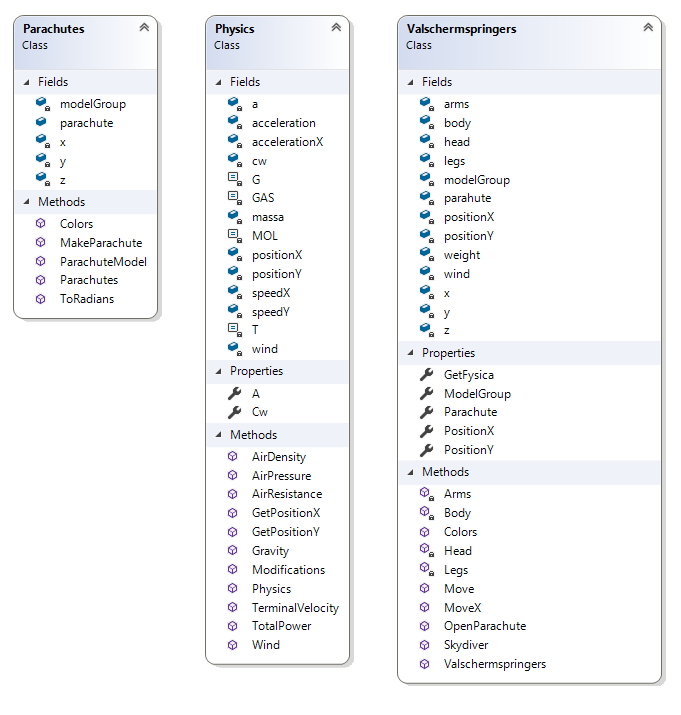 Parachutes
Class
Fields
modelGroup
parachute
x
y
z
Methods
Colors
MakeParachute
ParachuteModel
Parachutes
ToRadians
Physics
Class
Fields
a
acceleration
accelerationX
cw
G
GAS
massa
MOL
positionX
positionY
speedX
speedY
T
wind
Properties
A
Cw
Methods
AirDensity
AirPressure
AirResistance
GetPositionX
GetPositionY
Gravity
Modifications
Physics
TerminalVelocity
TotalPower
Wind
Valschermspringers
Class
Fields
arms
body
head
legs
modelGroup
parahute
positionX
positionY
weight
wind
x
y
z
Properties
GetFysica
ModelGroup
Parachute
PositionX
PositionY
Methods
Arms
Body
Colors
Head
Legs
Move
MoveX
OpenParachute
Skydiver
Valschermspringers